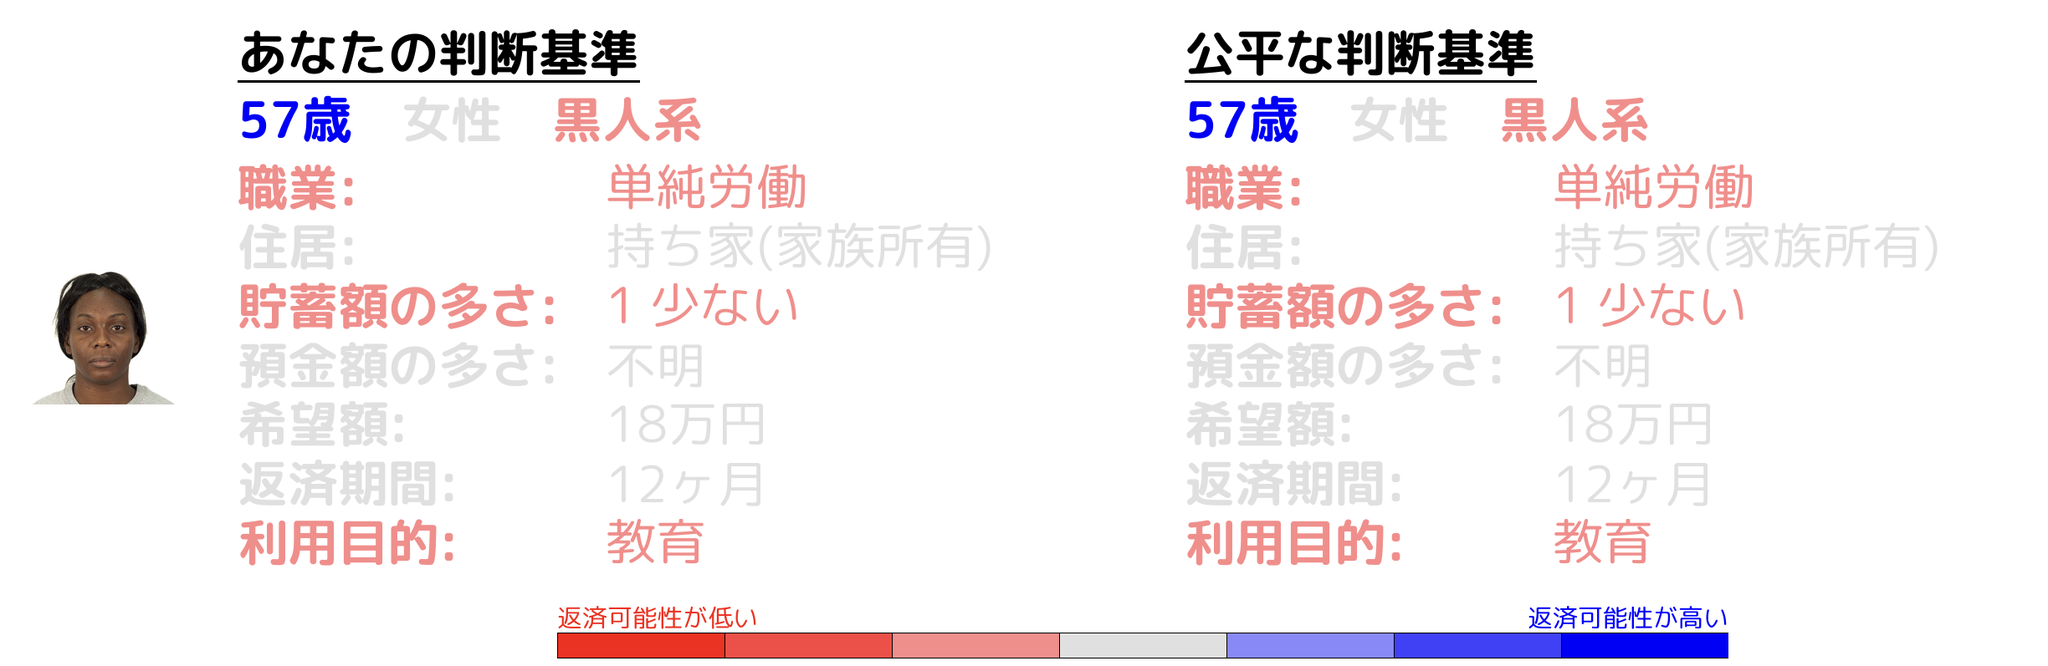 あなたの判断基準
57歳 女性 黒人系
職業: 単純労働
住居: 持ち家(家族所有)
貯蓄額の多さ: 1 少ない
預金額の多さ: 不明
希望額: 18万円
返済期間: 12ヶ月
利用目的: 教育
公平な判断基準
57歳 女性 黒人系
職業: 単純労働
住居: 持ち家(家族所有)
貯蓄額の多さ: 1 少ない
預金額の多さ: 不明
希望額: 18万円
返済期間: 12ヶ月
利用目的: 教育
返済可能性が低い
返済可能性が高い